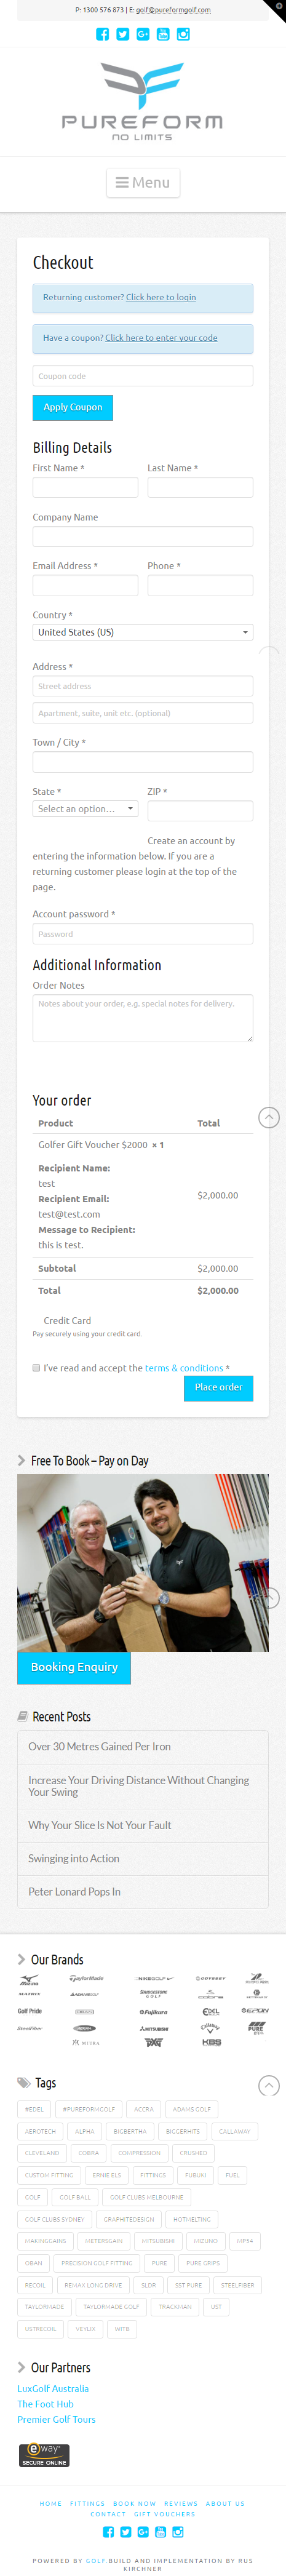 P: 1300 576 873 | E: golf@pureformgolf.com
PUREFORM
NO LIMITS
Menu
Checkout
Returning customer? Click here to login
Have a coupon? Click here to enter your code
Coupon code
Apply Coupon
Billing Details
First Name *
Last Name *
Company Name
Email Address *
Phone *
Country *
United States (US)
Address *
Street address
Apartment, suite, unit etc. (optional)
Town / City *
State *
ZIP *
Select an option…
Create an account by
entering the information below. If you are a
returning customer please login at the top of the
page.
Account password *
Password
Additional Information
Order Notes
Notes about your order, e.g. special notes for delivery.
Your order
Product Total
Golfer Gift Voucher $2000 × 1
Recipient Name:
test
Recipient Email:
test@test.com
Message to Recipient:
this is test.
$2,000.00
Subtotal $2,000.00
Total $2,000.00
Credit Card
Pay securely using your credit card.
I've read and accept the terms & conditions *
Place order
Free To Book – Pay on Day
Booking Enquiry
Recent Posts
Over 30 Metres Gained Per Iron
Increase Your Driving Distance Without Changing
Your Swing
Why Your Slice Is Not Your Fault
Swinging into Action
Peter Lonard Pops In
Our Brands
MIZUNO
TaylorMade
NIKEGOLF
ODYSSEY
MATRIX
BRIDGESTONE
GOLF
COBRA
Golf Pride
Fujikura
EDEL
EPON
SteelFiber
MITSUBISHI
Callaway
PURE
MIURA
PXG
KBS
Tags
#EDEL
#PUREFORMGOLF
ACCRA
ADAMS GOLF
AEROTECH
ALPHA
BIGBERTHA
BIGGERHITS
CALLAWAY
CLEVELAND
COBRA
COMPRESSION
CRUSHED
CUSTOM FITTING
ERNIE ELS
FITTINGS
FUBUKI
FUEL
GOLF
GOLF BALL
GOLF CLUBS MELBOURNE
GOLF CLUBS SYDNEY
GRAPHITEDESIGN
HOTMELTING
MAKINGGAINS
METERSGAIN
MITSUBISHI
MIZUNO
MP54
OBAN
PRECISION GOLF FITTING
PURE
PURE GRIPS
RECOIL
REMAX LONG DRIVE
SLDR
SST PURE
STEELFIBER
TAYLORMADE
TAYLORMADE GOLF
TRACKMAN
UST
USTRECOIL
VEYLIX
WITB
Our Partners
LuxGolf Australia
The Foot Hub
Premier Golf Tours
eWAY
SECURE ONLINE
HOME FITTINGS BOOK NOW REVIEWS ABOUT US
CONTACT GIFT VOUCHERS
POWERED BY GOLF.BUILD AND IMPLEMENTATION BY RUS
KIRCHNER